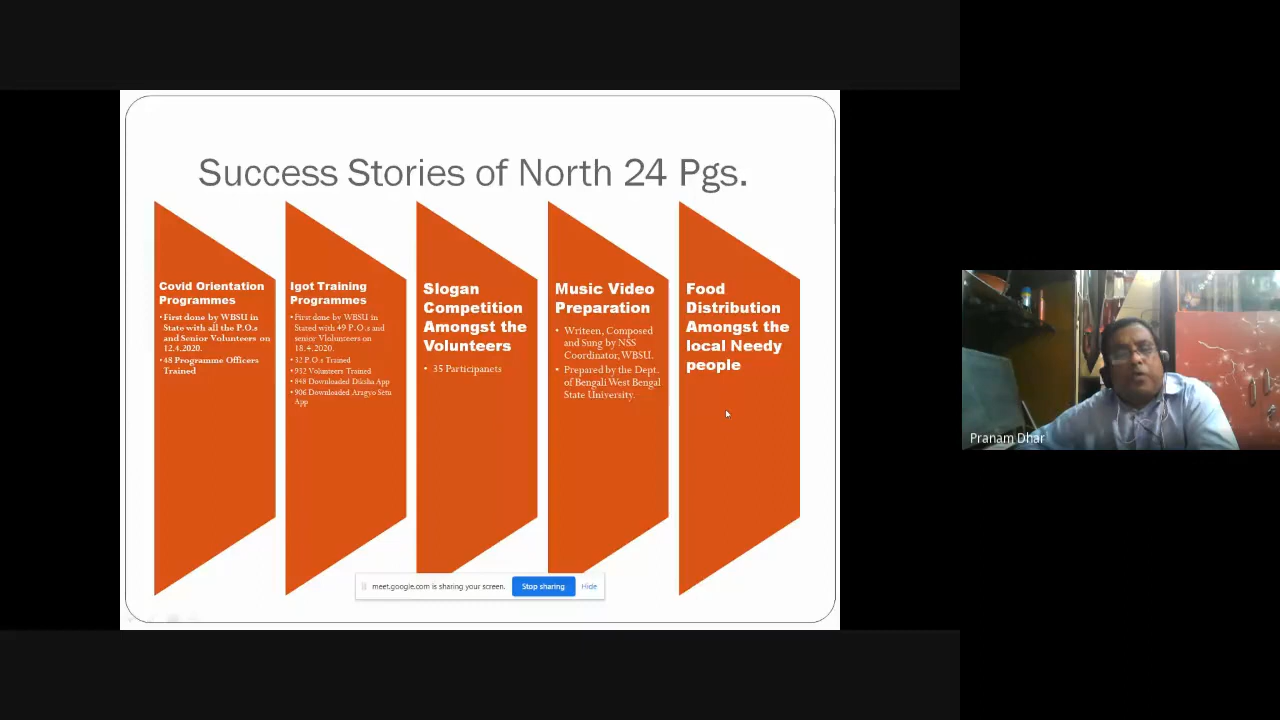 Success Stories of North 24 Pgs.
Covid Orientation
Programmes
•First done by WBSU in
State with all the P.O.s
and Senior Volunteers on
12.4.2020.
•48 Programme Officers
Trained
Igot Training
Programmes
•First done by WBSU in
Stated with 49 P.O.s and
senior Vlolunteers on
18.4.2020.
•32 P.O.s Trained
•932 Volunteers Trained
•848 Downloaded Diksha App
•906 Downloaded Arogyo Setu
App
Slogan
Competition
Amongst the
Volunteers
• 35 Participanets
Music Video
Preparation
• Writeen, Composed
and Sung by NSS
Coordinator, WBSU.
• Prepared by the Dept.
of Bengali West Bengal
State University.
Food
Distribution
Amongst the
local Needy
people
meet.google.com is sharing your screen. Stop sharing Hide
Pranam Dhar